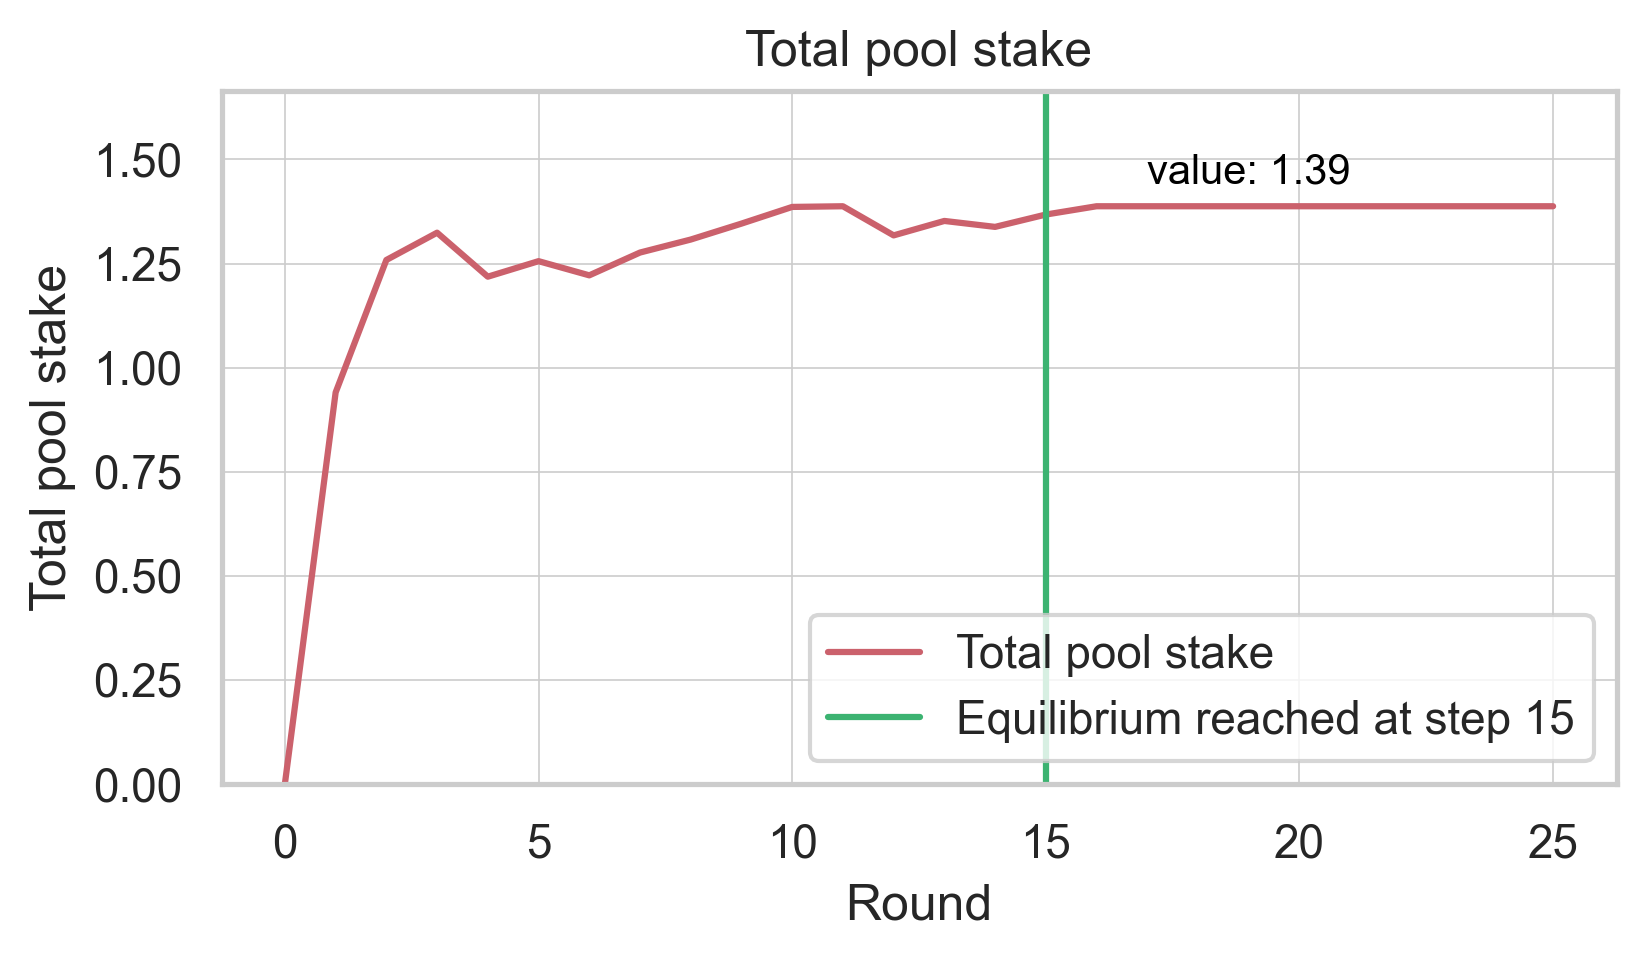 Total pool stake
value: 1.39
Total pool stake
1.50
1.25
1.00
0.75
0.50
0.25
0.00
Total pool stake
Equilibrium reached at step 15
0 5 10 15 20 25
Round